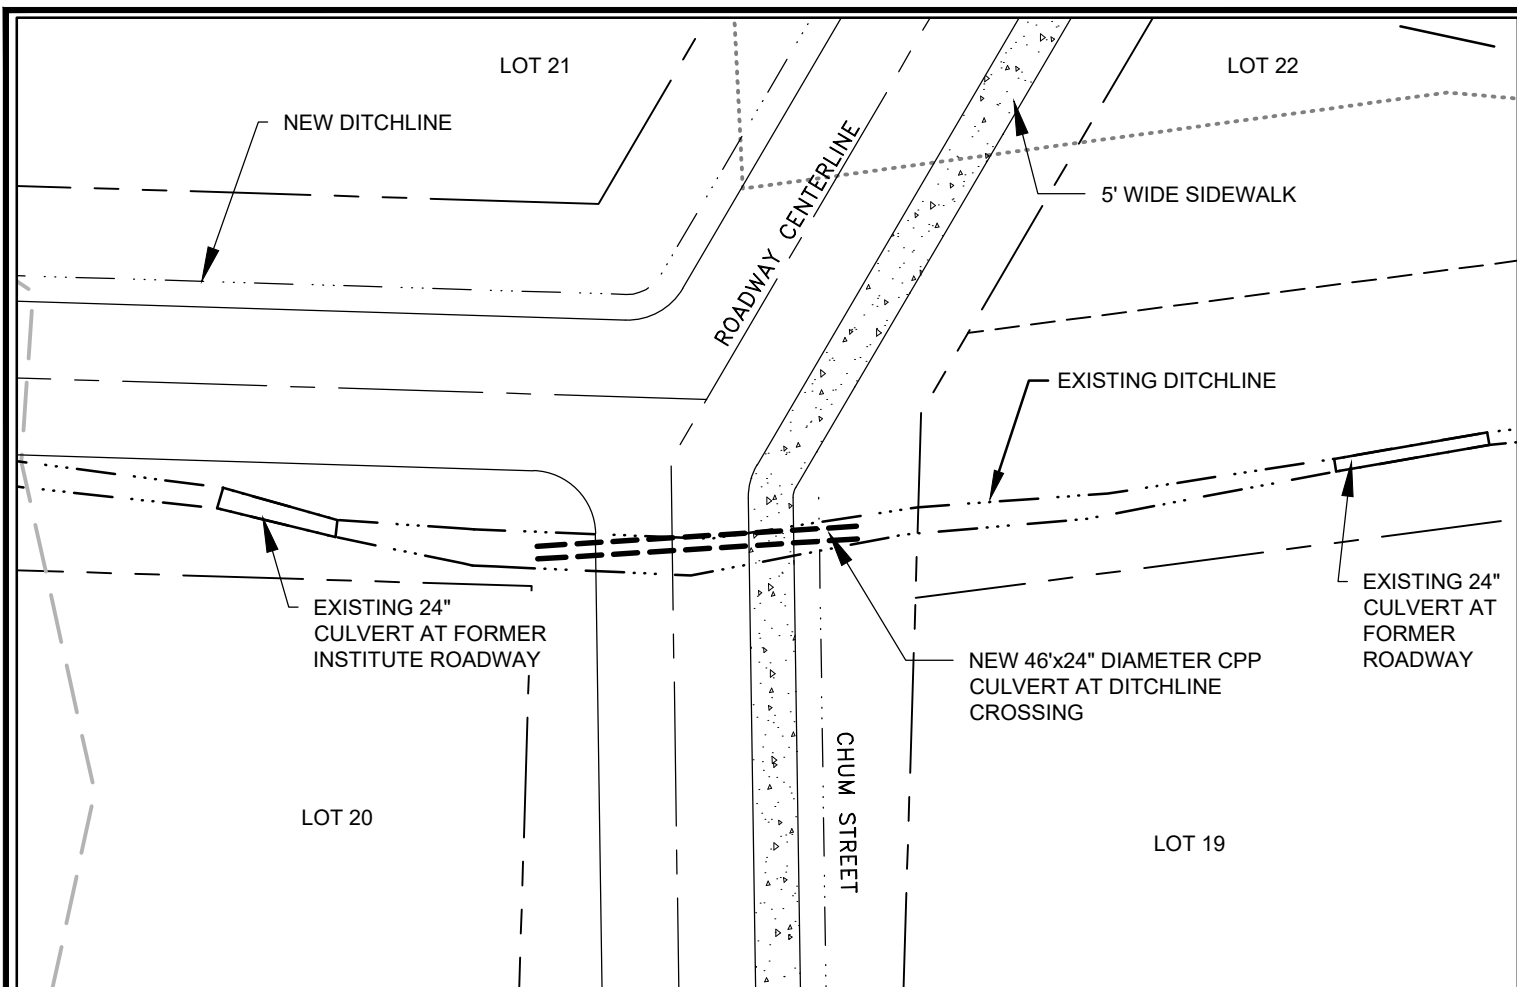 LOT 21
LOT 22
NEW DITCHLINE
ROADWAY CENTERLINE
5' WIDE SIDEWALK
EXISTING DITCHLINE
EXISTING 24"
CULVERT AT FORMER
INSTITUTE ROADWAY
EXISTING 24"
CULVERT AT
FORMER
ROADWAY
NEW 46'x24" DIAMETER CPP
CULVERT AT DITCHLINE
CROSSING
CHUM STREET
LOT 20
LOT 19